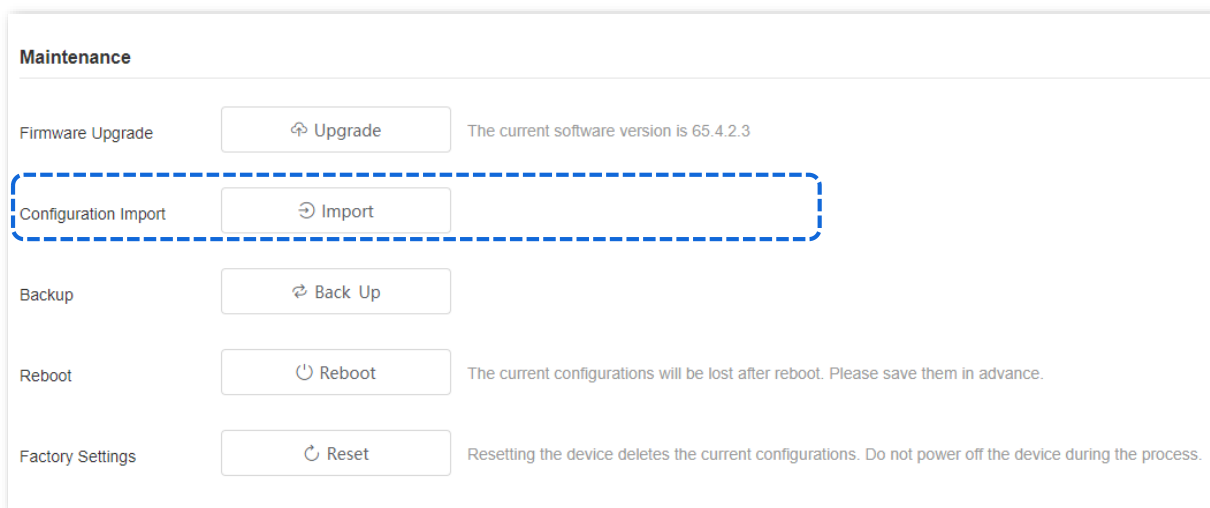 Maintenance
Firmware Upgrade Upgrade The current software version is 65.4.2.3
Configuration Import Import
Backup Back Up
Reboot Reboot The current configurations will be lost after reboot. Please save them in advance.
Factory Settings Reset Resetting the device deletes the current configurations. Do not power off the device during the process.